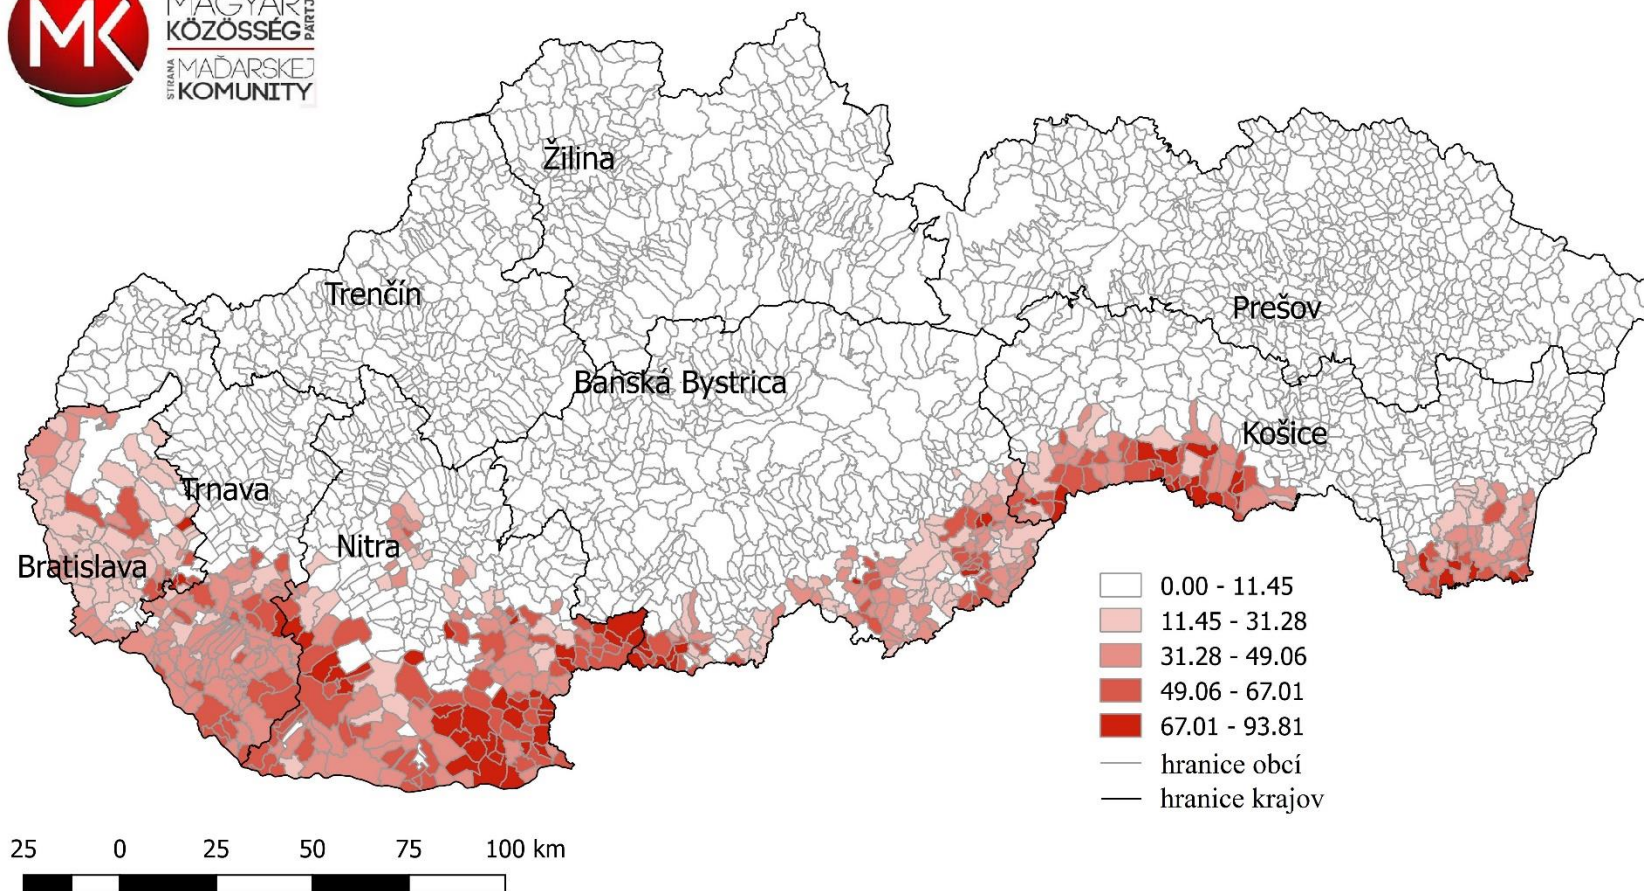 MAGYAR
KÖZÖSSÉG
PÁRTJA
STRANA
MAĎARSKEJ
KOMUNITY
MK
Žilina
Trenčín
Prešov
Banská Bystrica
Košice
Trnava
Nitra
Bratislava
0.00 - 11.45
11.45 - 31.28
31.28 - 49.06
49.06 - 67.01
67.01 - 93.81
hranice obcí
hranice krajov
25 0 25 50 75 100 km